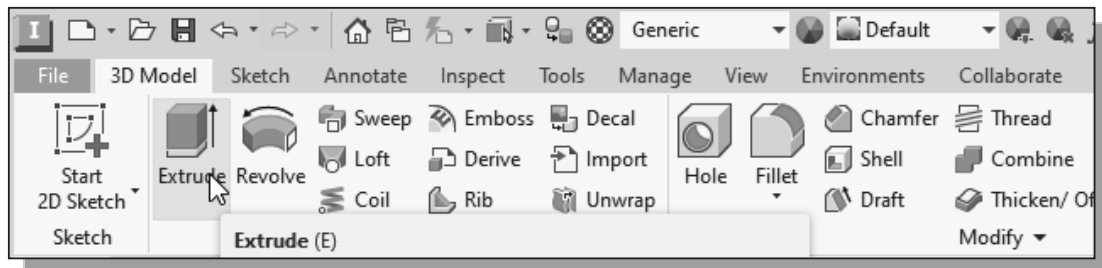 I Generic Default
File 3D Model Sketch Annotate Inspect Tools Manage View Environments Collaborate
Sweep Emboss Decal Chamfer Thread
Loft Derive Import Shell Combine
Start Extrude Revolve Hole Fillet
2D Sketch Coil Rib Unwrap Draft Thicken/ Of
Sketch Extrude (E) Modify